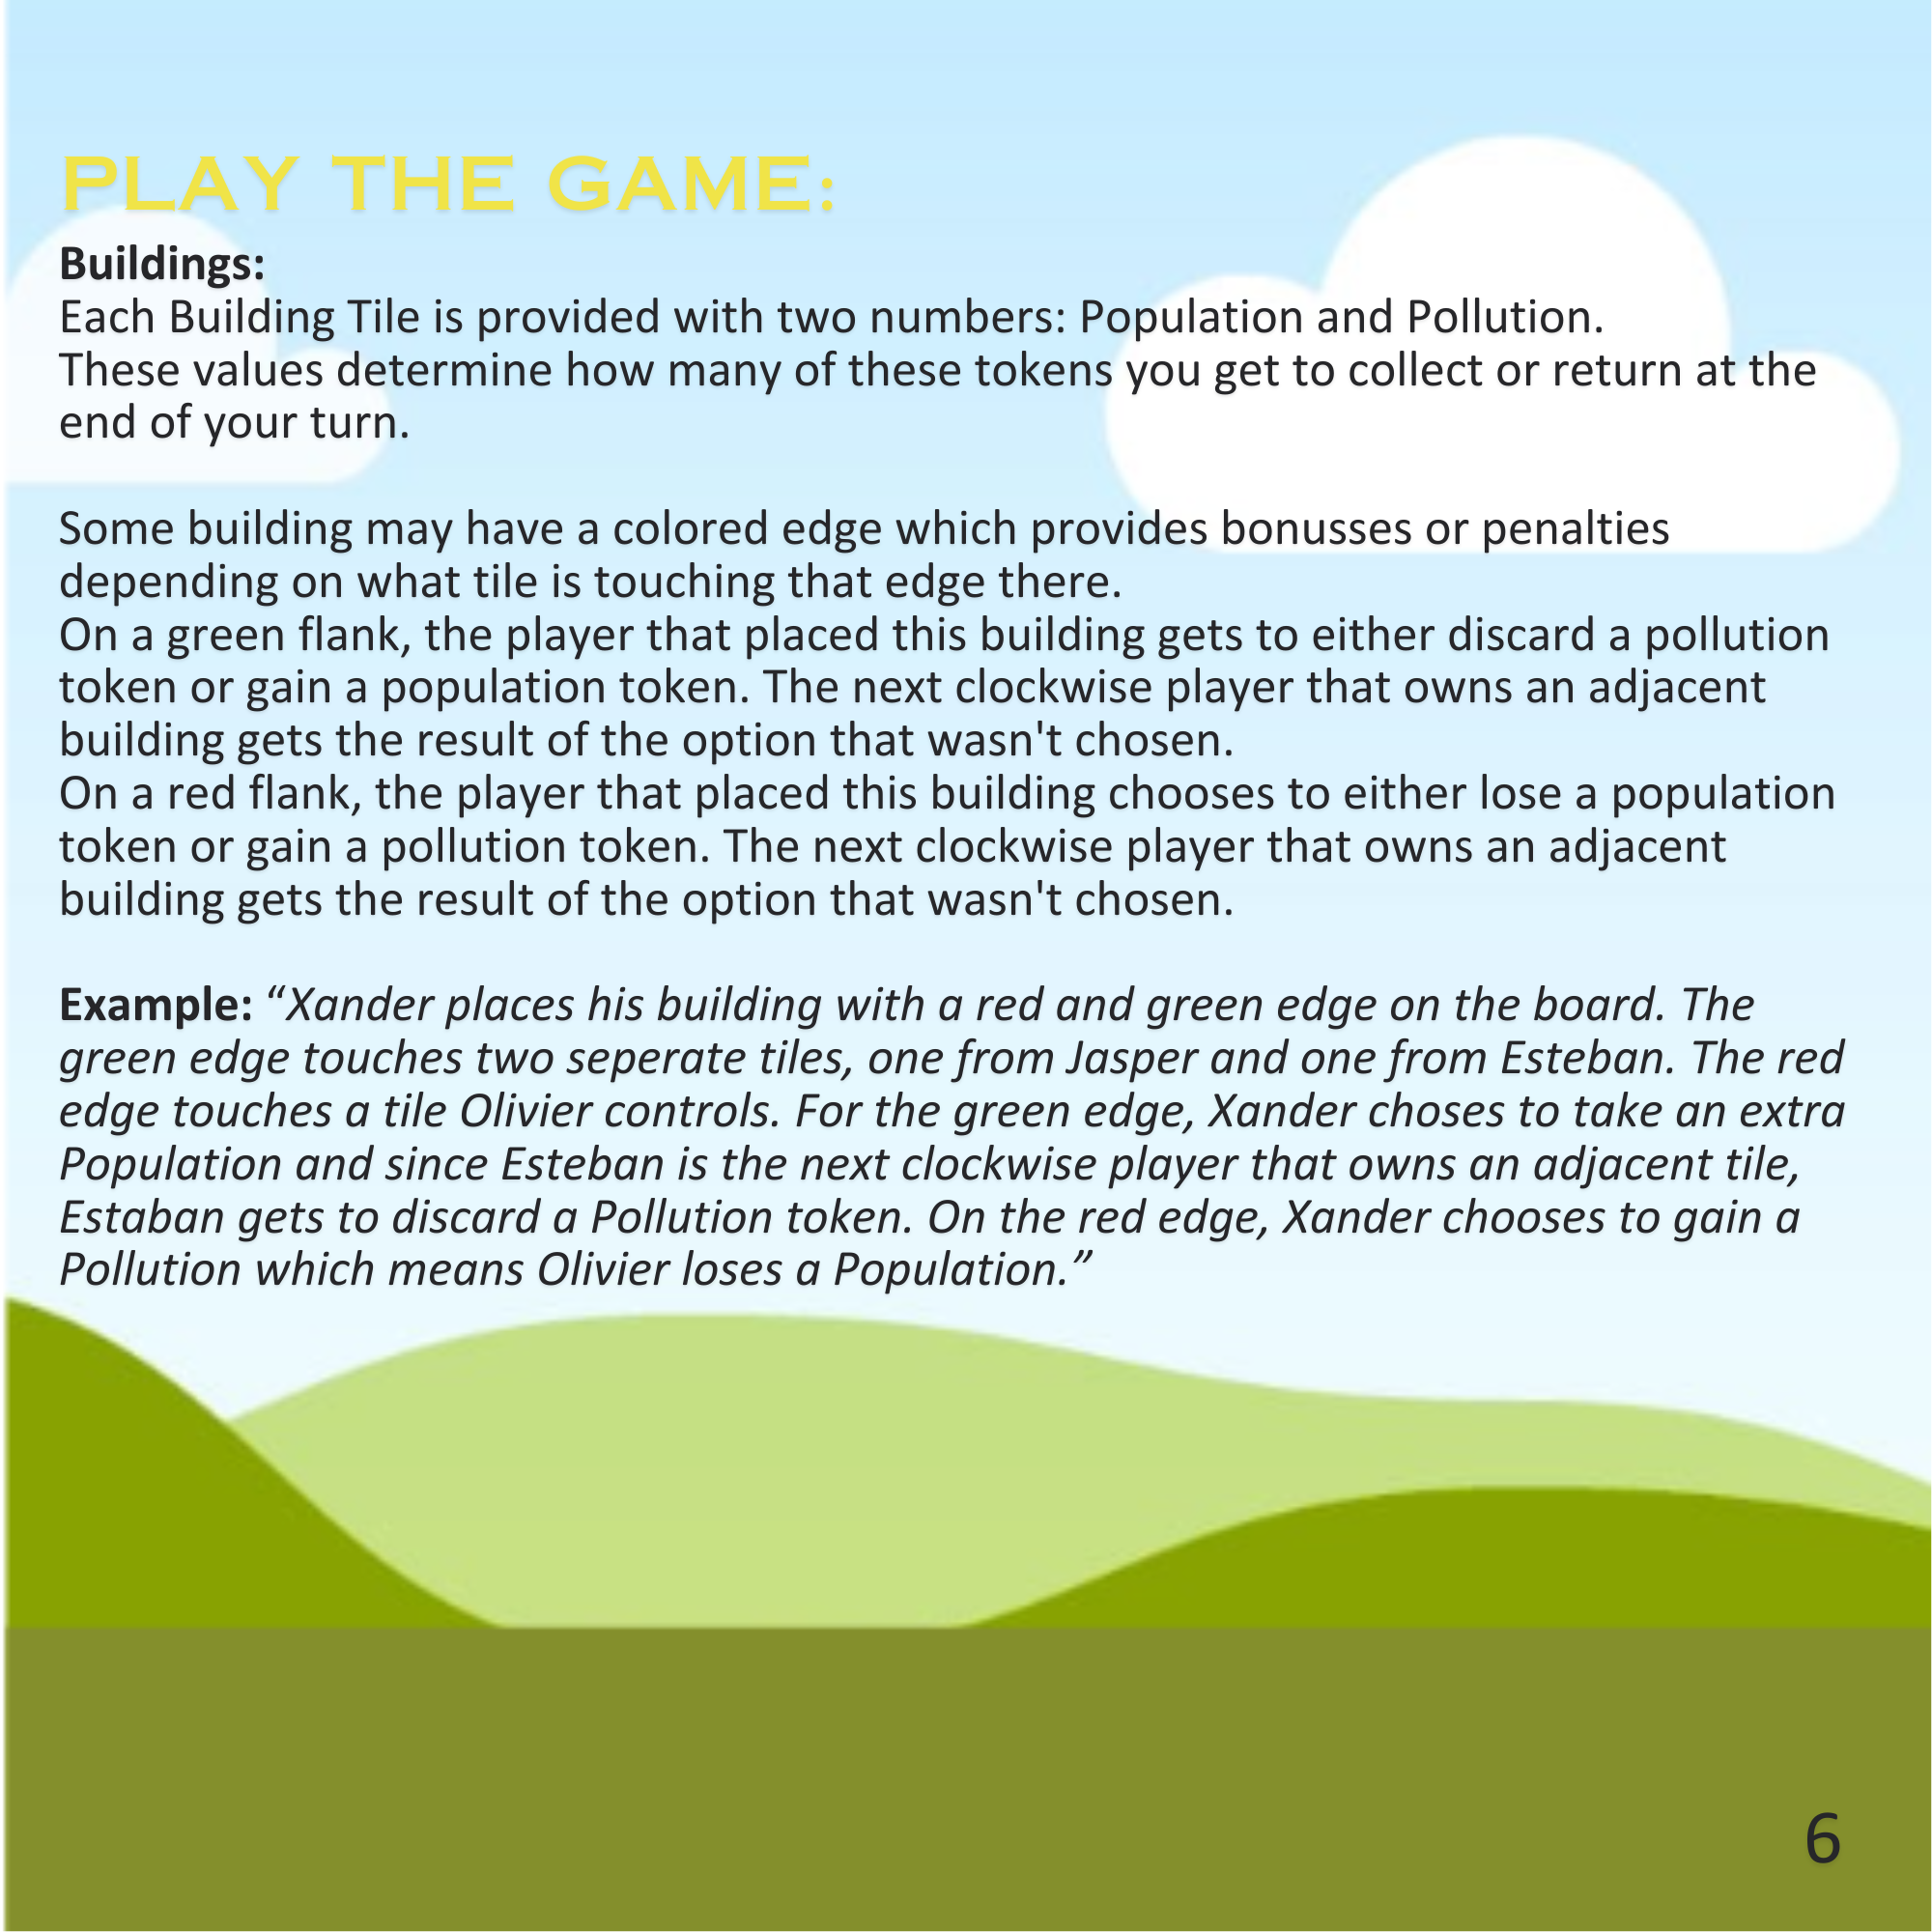 PLAY THE GAME:
Buildings:
Each Building Tile is provided with two numbers: Population and Pollution.
These values determine how many of these tokens you get to collect or return at the
end of your turn.
Some building may have a colored edge which provides bonusses or penalties
depending on what tile is touching that edge there.
On a green flank, the player that placed this building gets to either discard a pollution
token or gain a population token. The next clockwise player that owns an adjacent
building gets the result of the option that wasn't chosen.
On a red flank, the player that placed this building chooses to either lose a population
token or gain a pollution token. The next clockwise player that owns an adjacent
building gets the result of the option that wasn't chosen.
Example: “Xander places his building with a red and green edge on the board. The
green edge touches two seperate tiles, one from Jasper and one from Esteban. The red
edge touches a tile Olivier controls. For the green edge, Xander choses to take an extra
Population and since Esteban is the next clockwise player that owns an adjacent tile,
Estaban gets to discard a Pollution token. On the red edge, Xander chooses to gain a
Pollution which means Olivier loses a Population.”
6